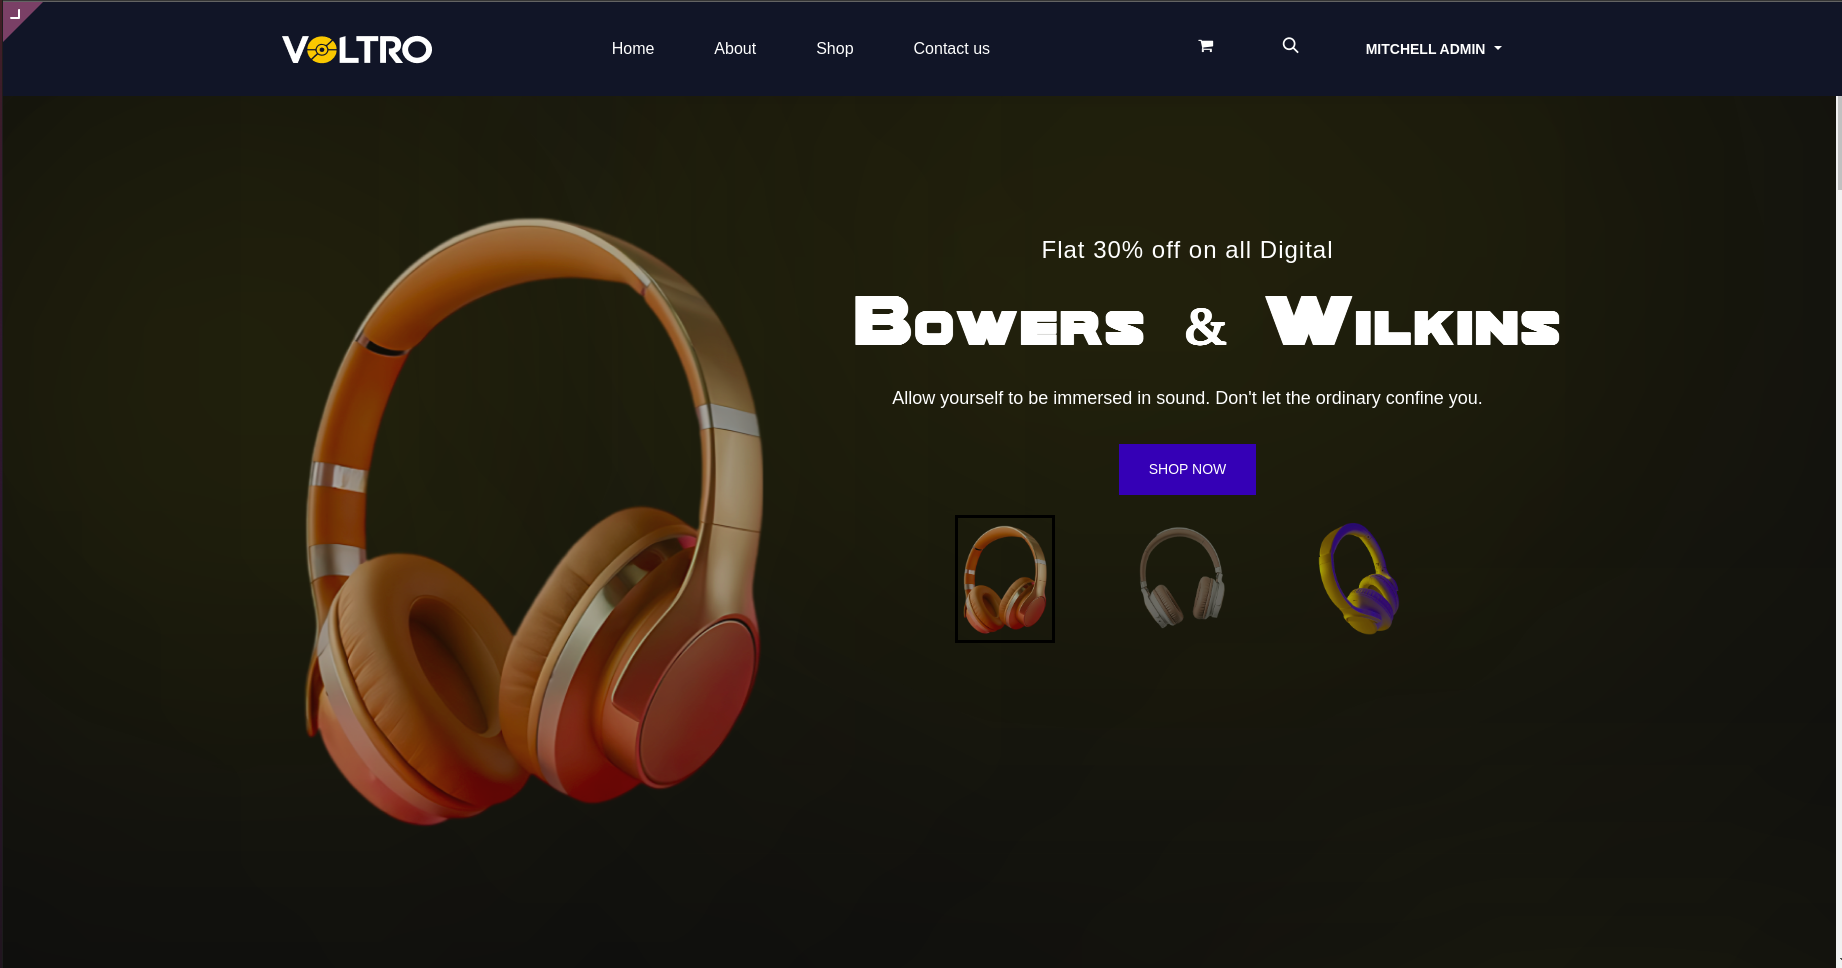 VOLTRO
Home
About
Shop
Contact us
MITCHELL ADMIN
Flat 30% off on all Digital
Bowers & Wilkins
Allow yourself to be immersed in sound. Don't let the ordinary confine you.
SHOP NOW